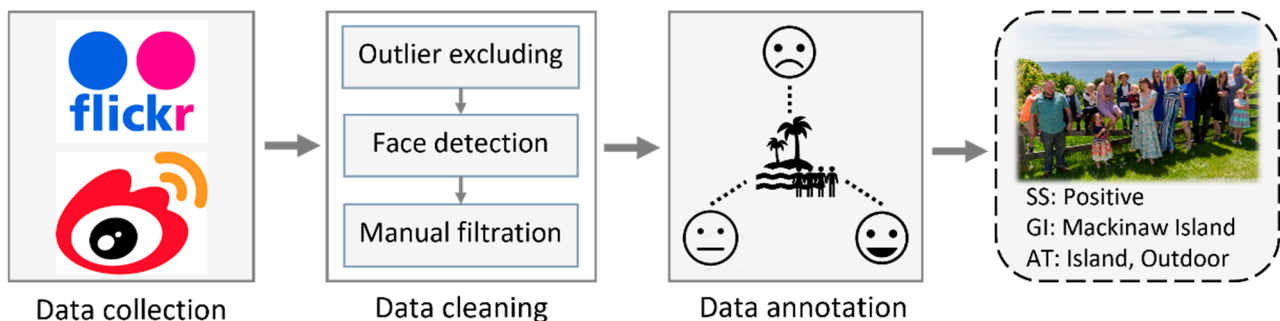 flickr
Outlier excluding
Face detection
Manual filtration
SS: Positive
GI: Mackinaw Island
AT: Island, Outdoor
Data collection
Data cleaning
Data annotation